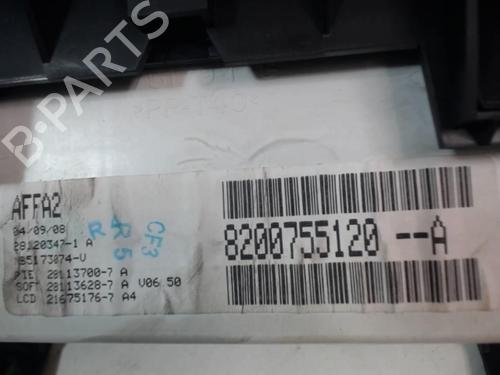 B-PARTS
AFFA2
04/09/08
28120347-1 A
85173074-V
PIE 28113700-7 A
SOFT 28113628-7 A V06.50
LCD 21675176-7 A4
R 4R5 CF3
8200755120 --A